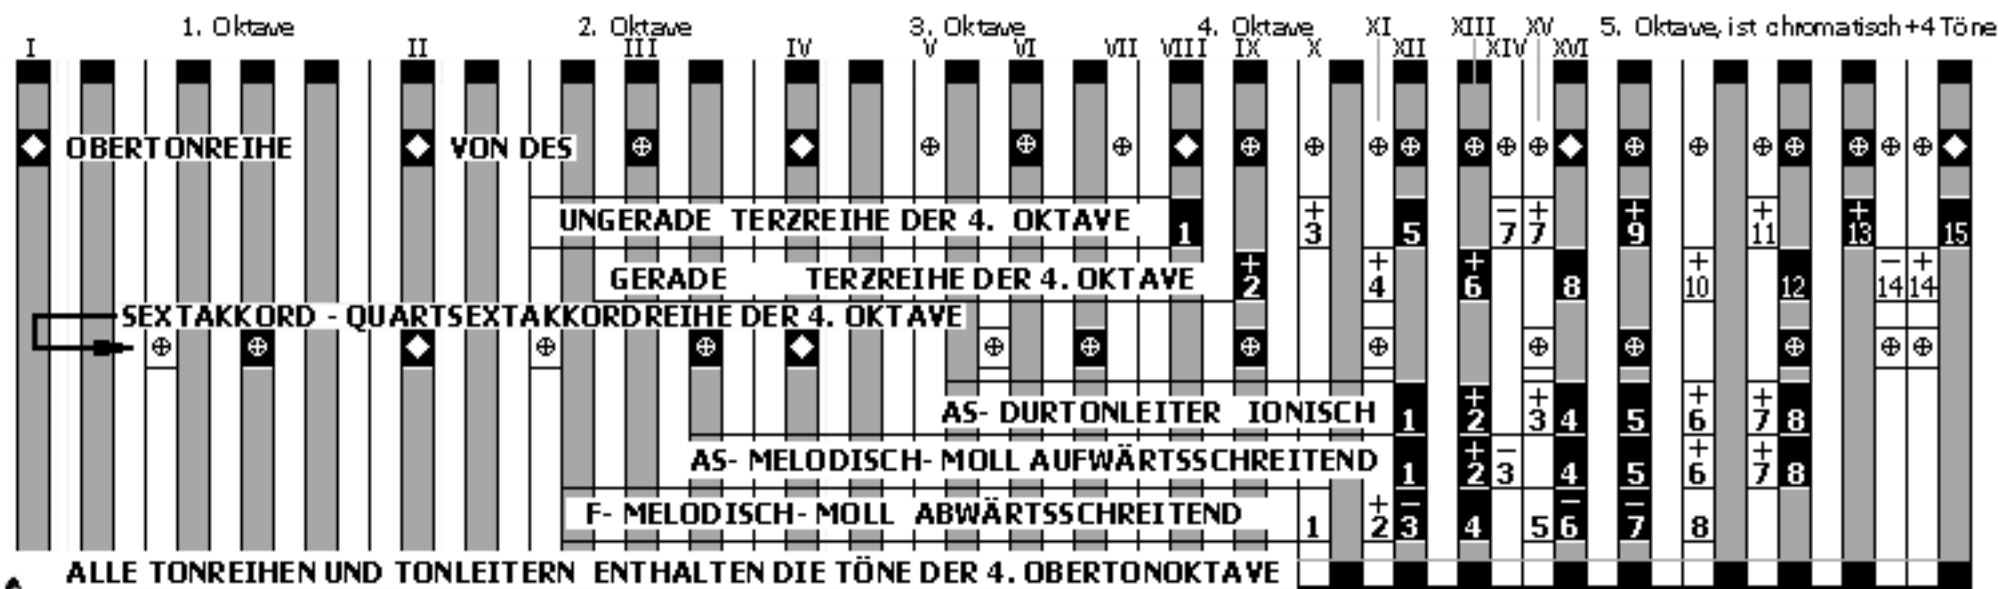 1. Oktave 2. Oktave 3. Oktave 4. Oktave XI XIII XV 5. Oktave, ist chromatisch+4 Töne
I II III IV V VI VII VIII IX X XII XIV XVI
OBERTONREIHE VON DES
UNGERADE TERZREIHE DER 4. OKTAVE 1 +3 5 -7 +7 +9 +11 +13 15
GERADE TERZREIHE DER 4. OKTAVE +2 +4 +6 8 +10 12 -14 +14
SEXTAKKORD - QUARTSEXTAKKORDREIHE DER 4. OKTAVE
AS- DURTONLEITER IONISCH 1 +2 +3 4 5 +6 +7 8
AS- MELODISCH- MOLL AUFWÄRTSSCHREITEND 1 +2 -3 4 5 +6 +7 8
F- MELODISCH- MOLL ABWÄRTSSCHREITEND 1 +2 -3 4 5 -6 -7 8
ALLE TONREIHEN UND TONLEITERN ENTHALTEN DIE TÖNE DER 4. OBERTONOKTAVE